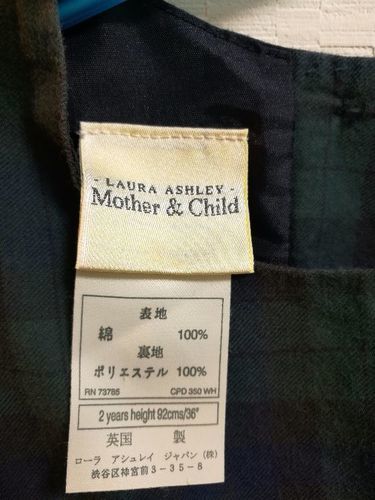 - LAURA ASHLEY -
Mother & Child
表地
綿 100%
裏地
ポリエステル 100%
RN 73785 CPD 350 WH
2 years height 92cms/36"
英国 製
ローラ アシュレイ ジャパン (株)
渋谷区神宮前3-35-8